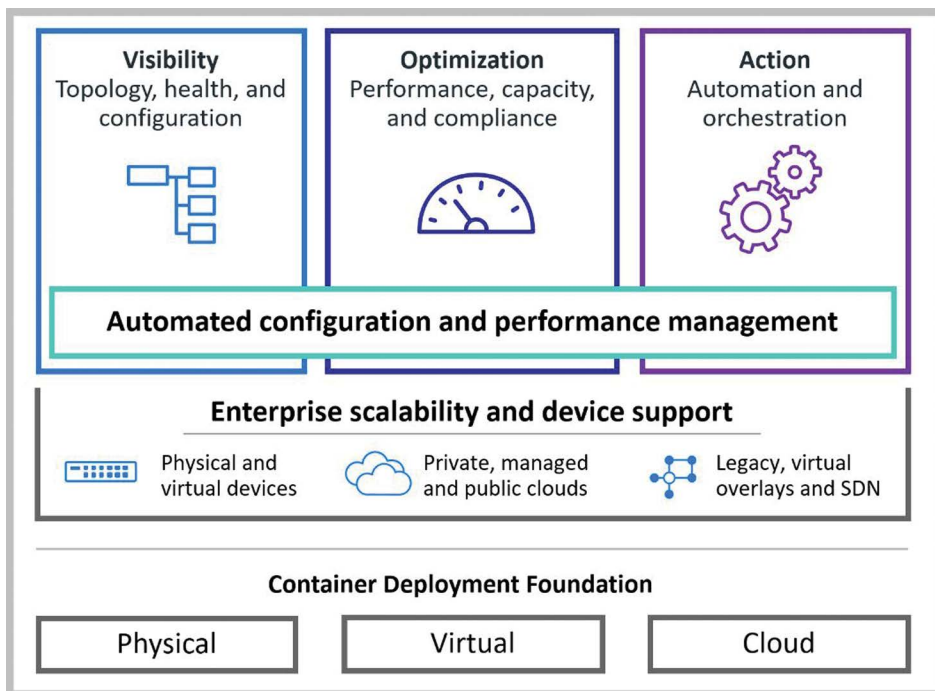 Visibility
Topology, health, and
configuration
Optimization
Performance, capacity,
and compliance
Action
Automation and
orchestration
Automated configuration and performance management
Enterprise scalability and device support
Physical and
virtual devices
Private, managed
and public clouds
Legacy, virtual
overlays and SDN
Container Deployment Foundation
Physical
Virtual
Cloud